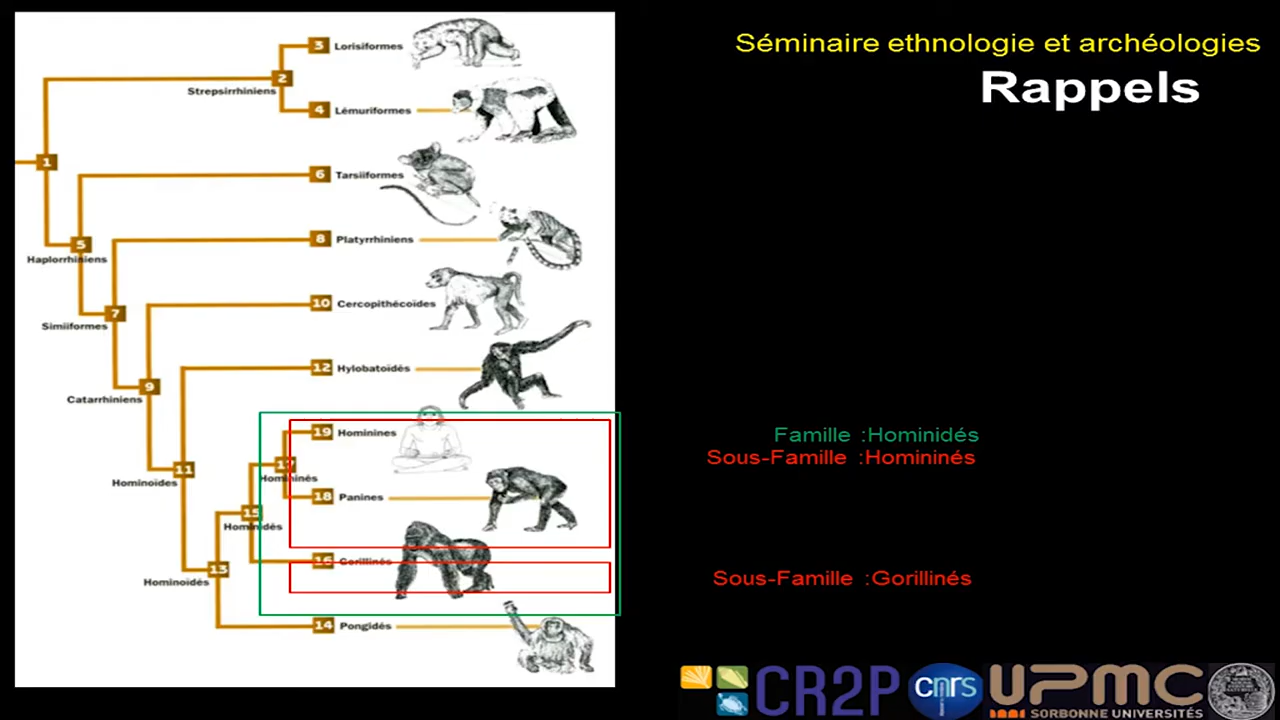 Séminaire ethnologie et archéologies
Rappels
3 Lorisiformes
2
Strepsirrhiniens
4 Lémuriformes
1
6 Tarsiiformes
5
Haplorrhiniens
8 Platyrrhiniens
7
Simiiformes
10 Cercopithécoïdes
9
Catarrhiniens
12 Hylobatoïdés
11
Hominoïdes
19 Hominines
17
Hominínés
18 Panines
15
Hominidés
16 Gorillinés
13
Hominoïdés
14 Pongidés
Famille :Hominidés
Sous-Famille :Homininés
Sous-Famille :Gorillinés
CR2P
cnrs
UPMC
SORBONNE UNIVERSITÉS